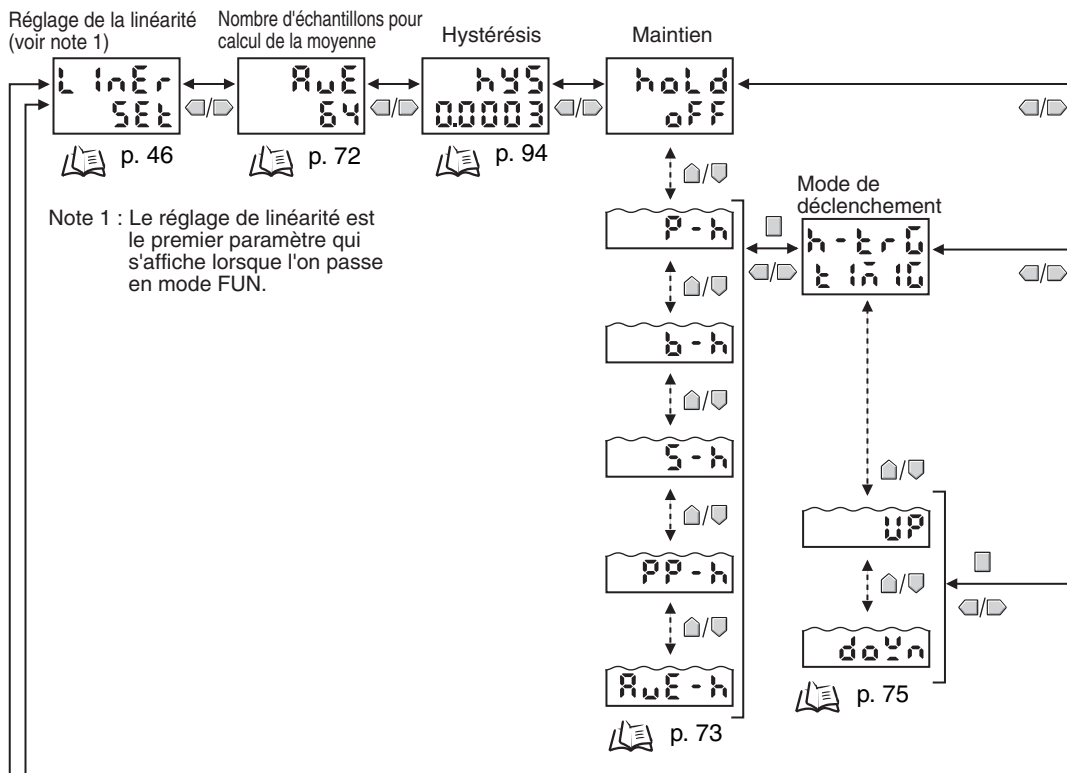 Réglage de la linéarité
(voir note 1)
Nombre d'échantillons pour
calcul de la moyenne
Hystérésis
Maintien
LInEr
SEt
AvE
64
hYS
0.0003
hoLd
oFF
p. 46
p. 72
p. 94
Note 1 : Le réglage de linéarité est
le premier paramètre qui
s'affiche lorsque l'on passe
en mode FUN.
P-h
b-h
S-h
PP-h
AvE-h
p. 73
Mode de
déclenchement
h-trG
tImIG
UP
doWn
p. 75